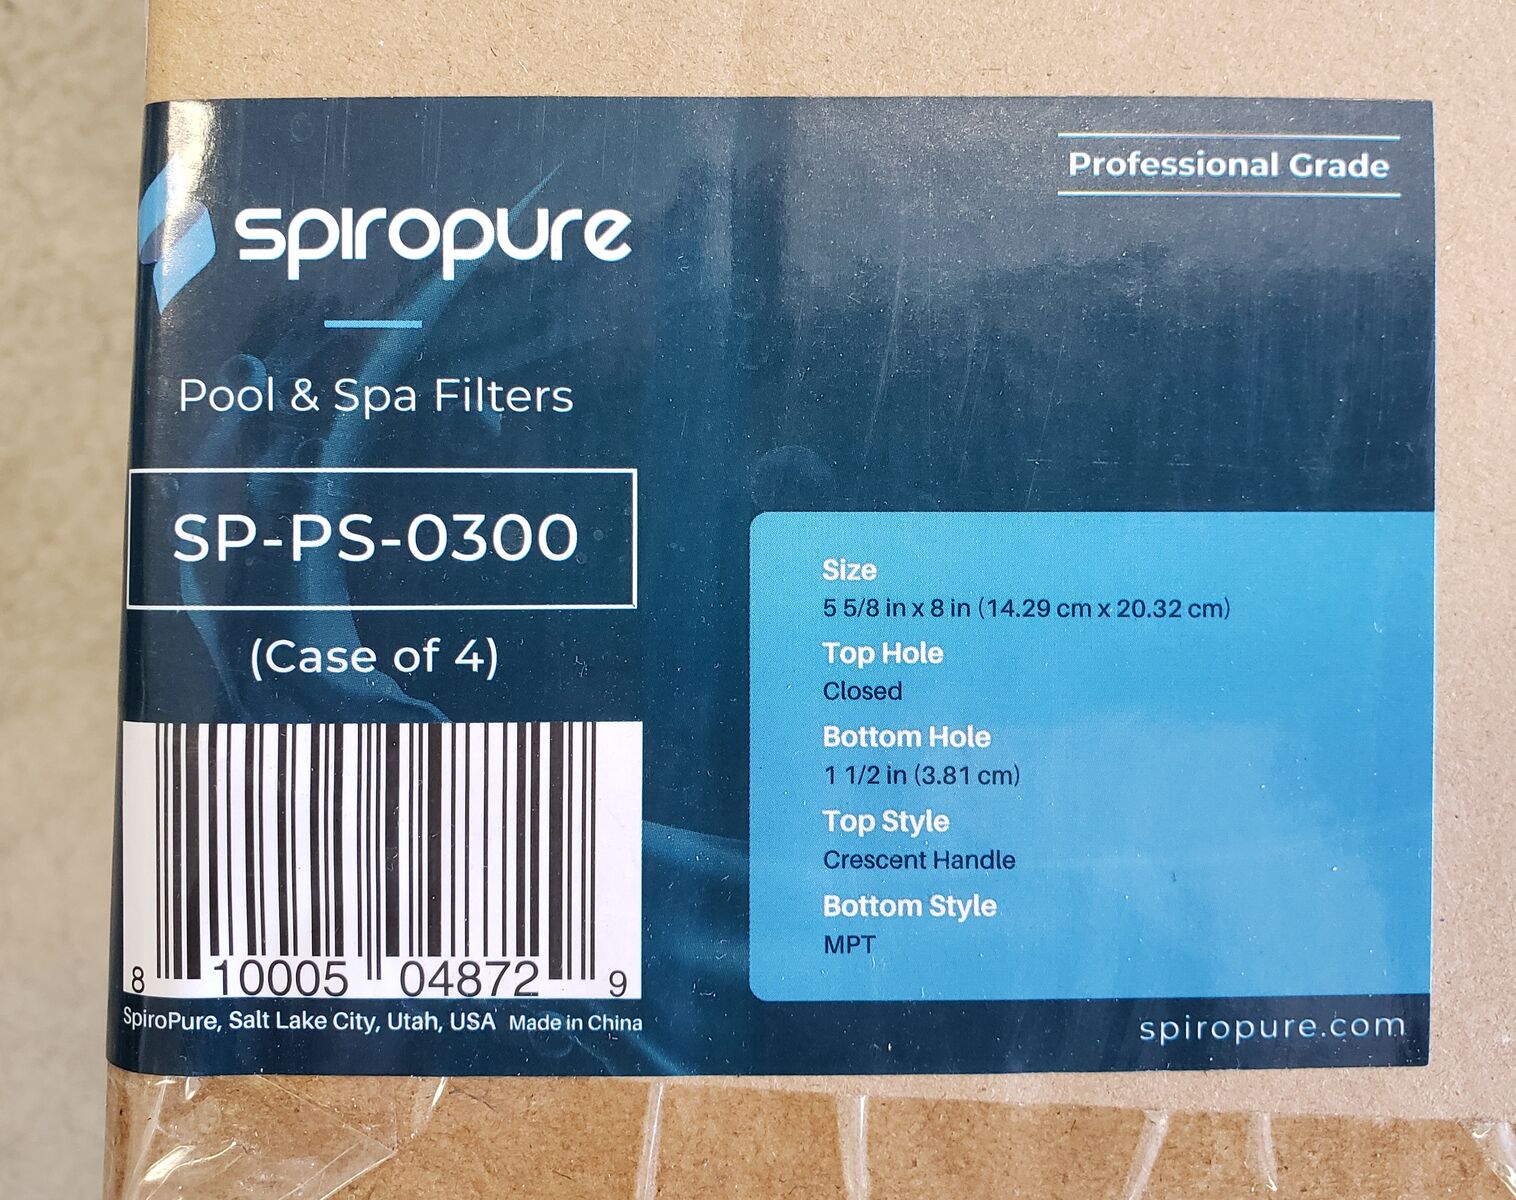 spiropure
Pool & Spa Filters
SP-PS-0300
(Case of 4)
8 10005 04872 9
SpiroPure, Salt Lake City, Utah, USA Made in China
Professional Grade
Size
5 5/8 in x 8 in (14.29 cm x 20.32 cm)
Top Hole
Closed
Bottom Hole
1 1/2 in (3.81 cm)
Top Style
Crescent Handle
Bottom Style
MPT
spiropure.com